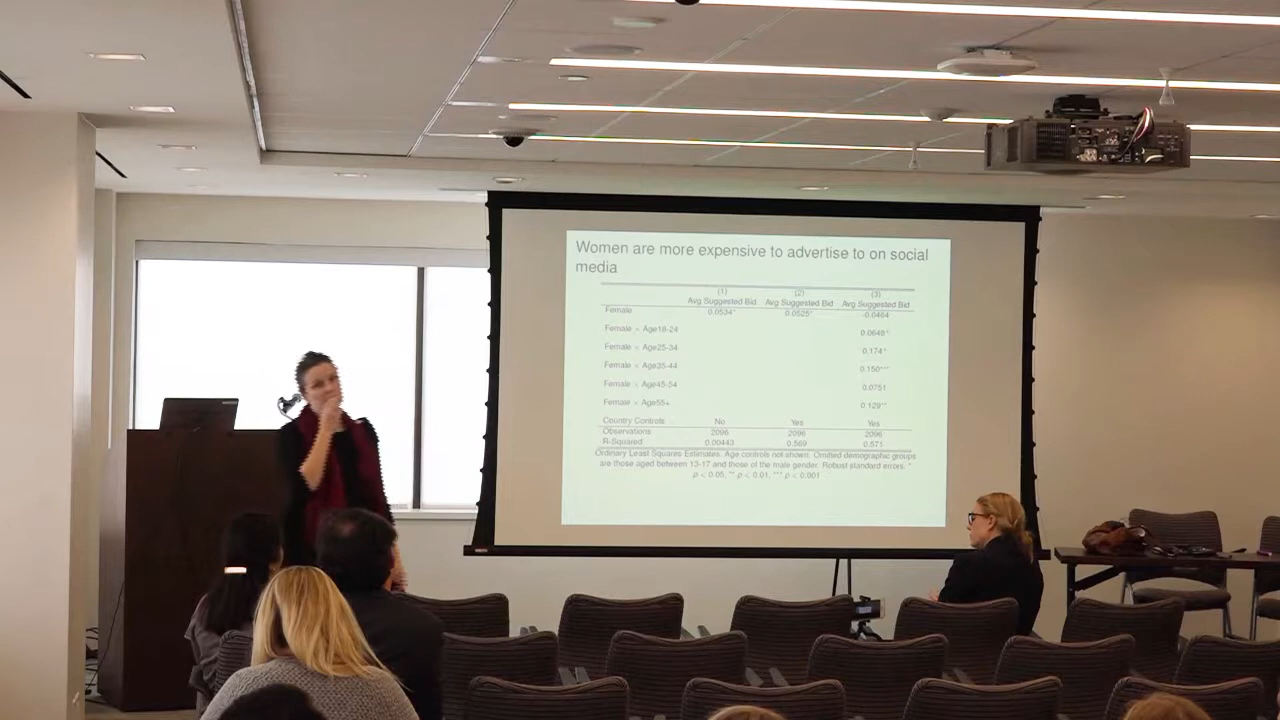 Women are more expensive to advertise to on social
media
(1) (2) (3)
Avg Suggested Bid Avg Suggested Bid Avg Suggested Bid
Female 0.0534* 0.0525* -0.0464
Female × Age18-24 0.0648*
Female × Age25-34 0.174*
Female × Age35-44 0.150***
Female × Age45-54 0.0751
Female × Age55+ 0.129**
Country Controls No Yes Yes
Observations 2096 2096 2096
R-Squared 0.00443 0.569 0.571
Ordinary Least Squares Estimates. Age controls not shown. Omitted demographic groups
are those aged between 13-17 and those of the male gender. Robust standard errors. *
p < 0.05, ** p < 0.01, *** p < 0.001